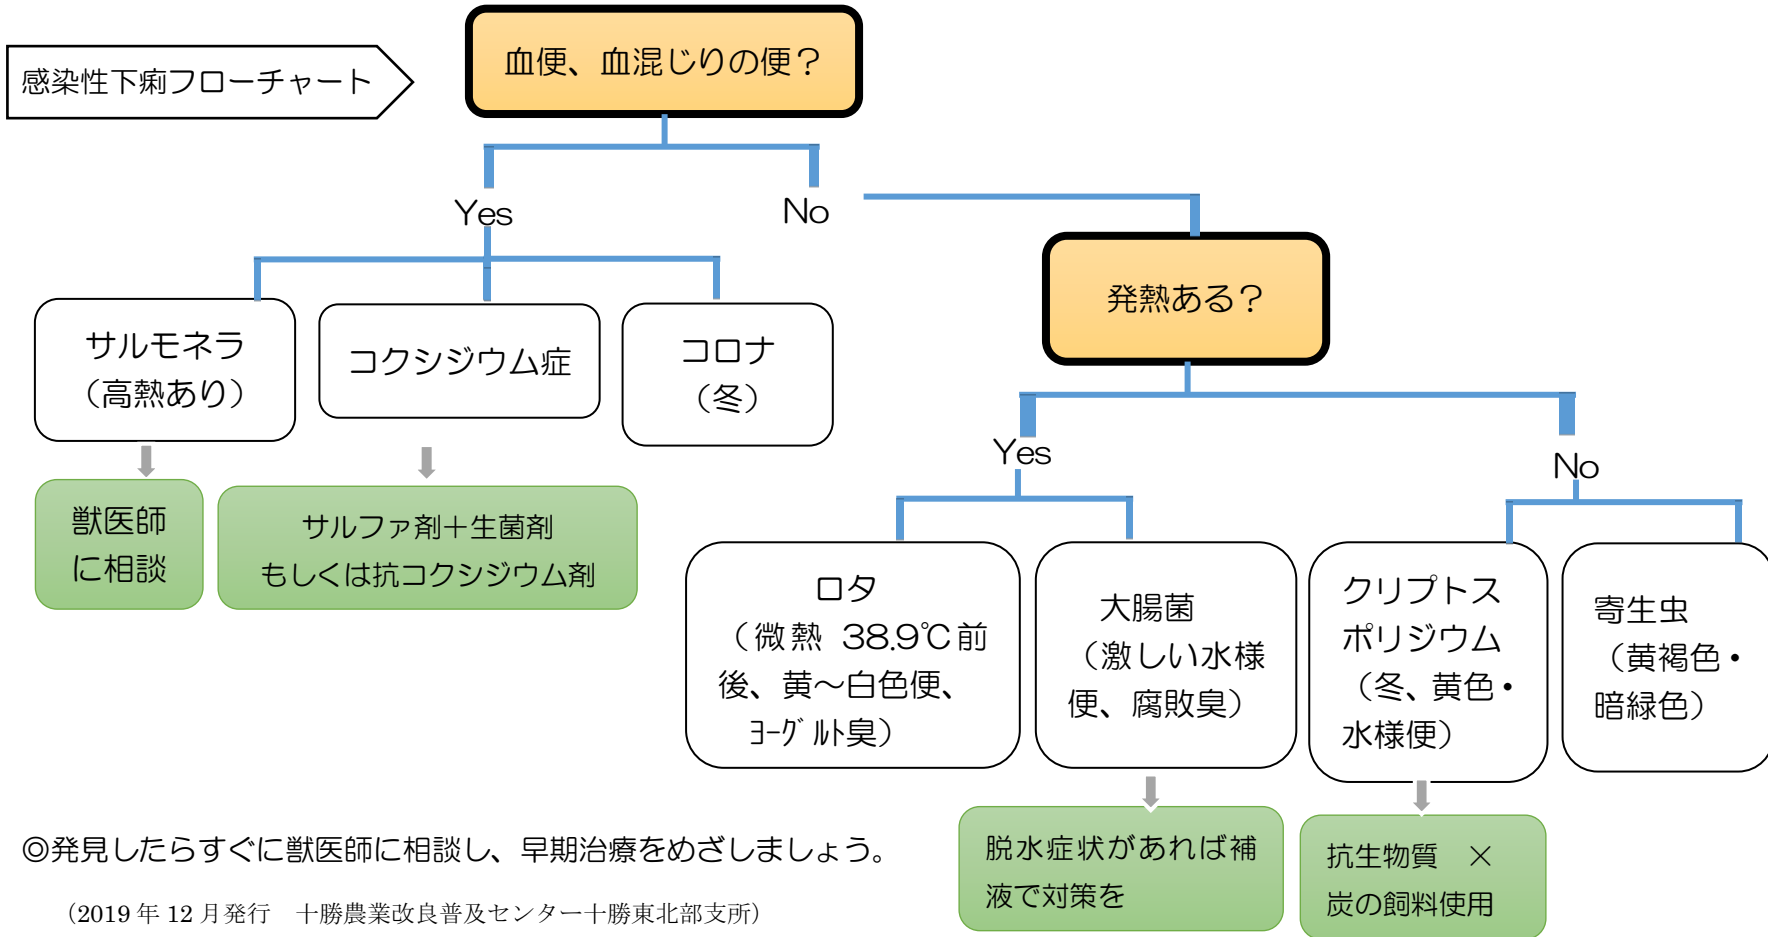 感染性下痢フローチャート
血便、血混じりの便？
Yes
No
サルモネラ
（高熱あり）
コクシジウム症
コロナ
（冬）
獣医師
に相談
サルファ剤＋生菌剤
もしくは抗コクシジウム剤
発熱ある？
Yes
No
ロタ
（微熱 38.9℃前
後、黄～白色便、
ﾖｰｸﾞﾙﾄ臭）
大腸菌
（激しい水様
便、腐敗臭）
クリプトス
ポリジウム
（冬、黄色・
水様便）
寄生虫
（黄褐色・
暗緑色）
脱水症状があれば補
液で対策を
抗生物質　×
炭の飼料使用
◎発見したらすぐに獣医師に相談し、早期治療をめざしましょう。
（2019 年 12 月発行　十勝農業改良普及センター十勝東北部支所）